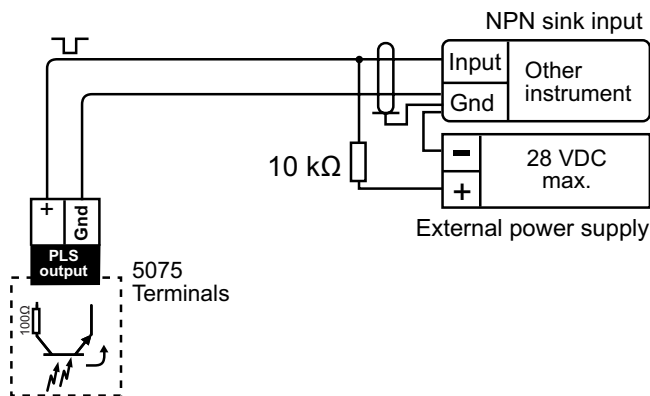 NPN sink input
Input
Other
instrument
Gnd
10 kΩ
−
28 VDC
max.
+
External power supply
+
Gnd
PLS
output
5075
Terminals
100Ω